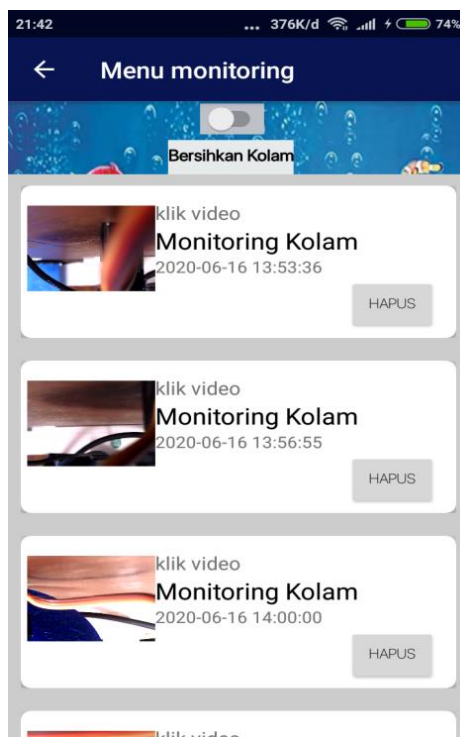 21:42 ... 376K/d 74%
Menu monitoring
Bersihkan Kolam
klik video
Monitoring Kolam
2020-06-16 13:53:36
HAPUS
klik video
Monitoring Kolam
2020-06-16 13:56:55
HAPUS
klik video
Monitoring Kolam
2020-06-16 14:00:00
HAPUS
klik video